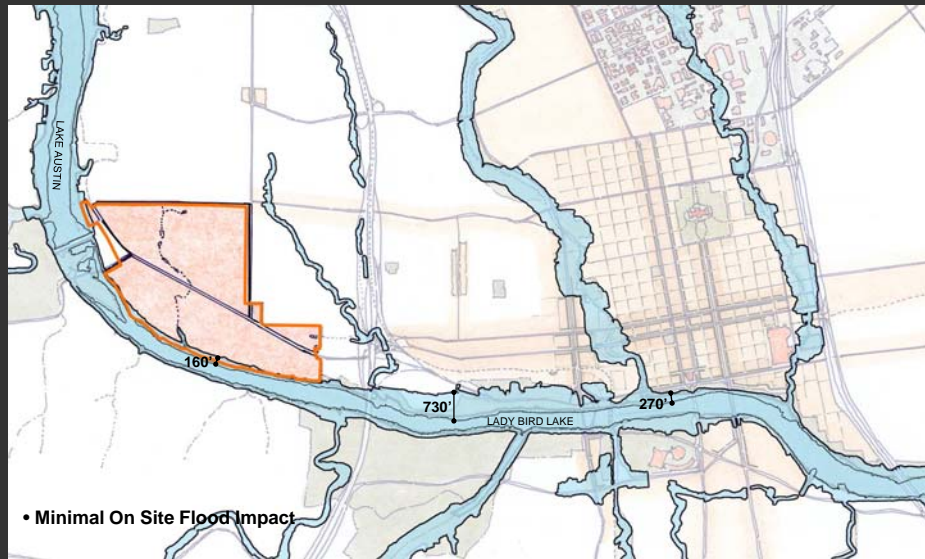 LAKE AUSTIN
160'
730'
270'
LADY BIRD LAKE
• Minimal On Site Flood Impact